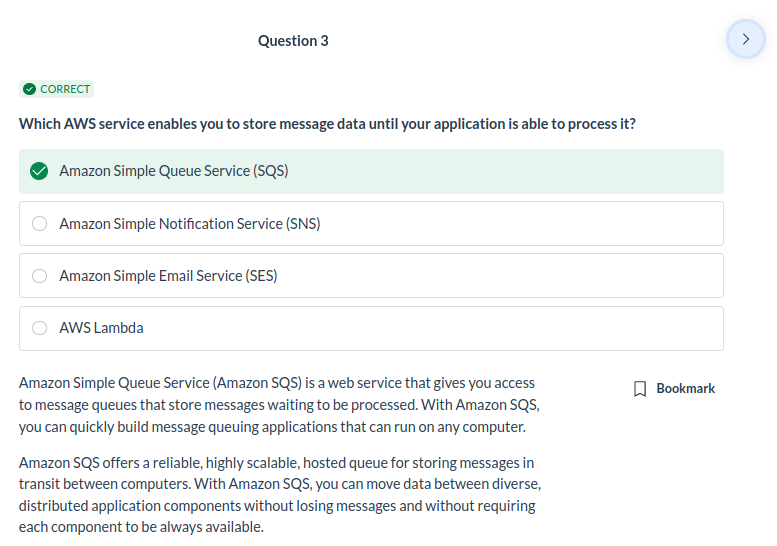 Question 3
CORRECT
Which AWS service enables you to store message data until your application is able to process it?
Amazon Simple Queue Service (SQS)
Amazon Simple Notification Service (SNS)
Amazon Simple Email Service (SES)
AWS Lambda
Amazon Simple Queue Service (Amazon SQS) is a web service that gives you access
to message queues that store messages waiting to be processed. With Amazon SQS,
you can quickly build message queuing applications that can run on any computer.
Bookmark
Amazon SQS offers a reliable, highly scalable, hosted queue for storing messages in
transit between computers. With Amazon SQS, you can move data between diverse,
distributed application components without losing messages and without requiring
each component to be always available.